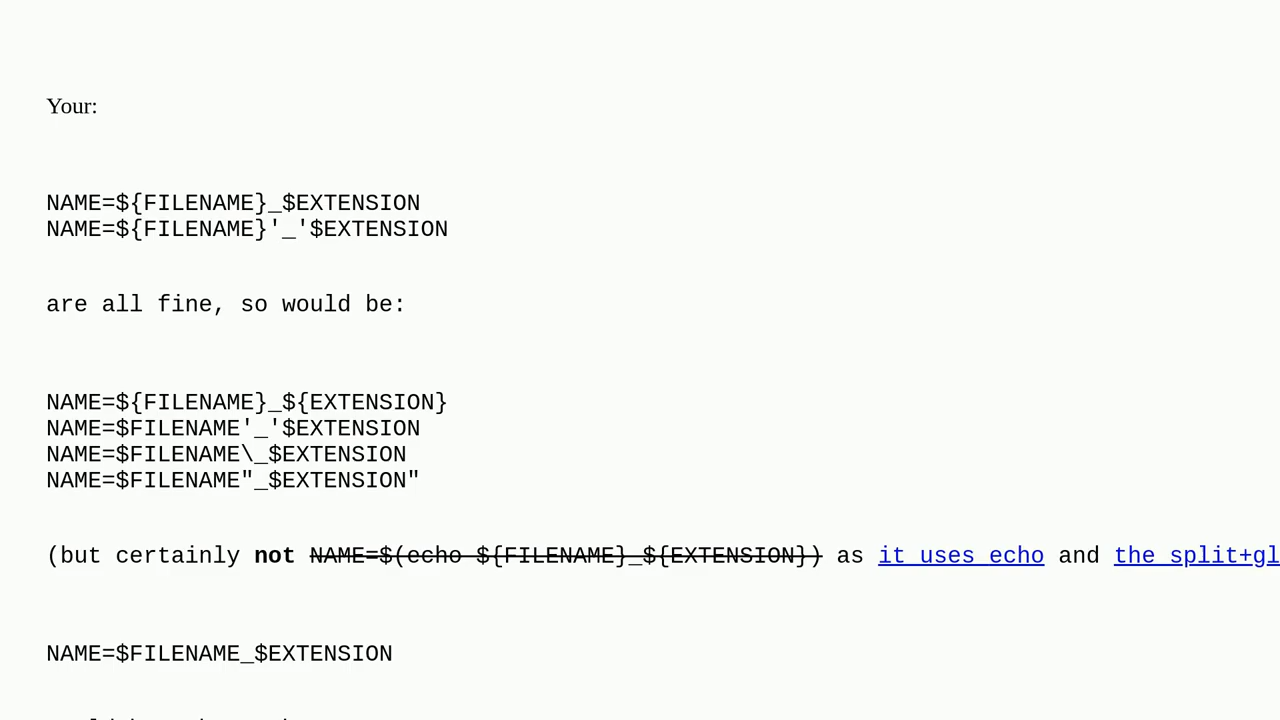 Your:
NAME=${FILENAME}_$EXTENSION
NAME=${FILENAME}'_'$EXTENSION
are all fine, so would be:
NAME=${FILENAME}_${EXTENSION}
NAME=$FILENAME'_'$EXTENSION
NAME=$FILENAME\_$EXTENSION
NAME=$FILENAME"_$EXTENSION"
(but certainly not NAME=$(echo ${FILENAME}_${EXTENSION}) as it uses echo and the split+gl
NAME=$FILENAME_$EXTENSION